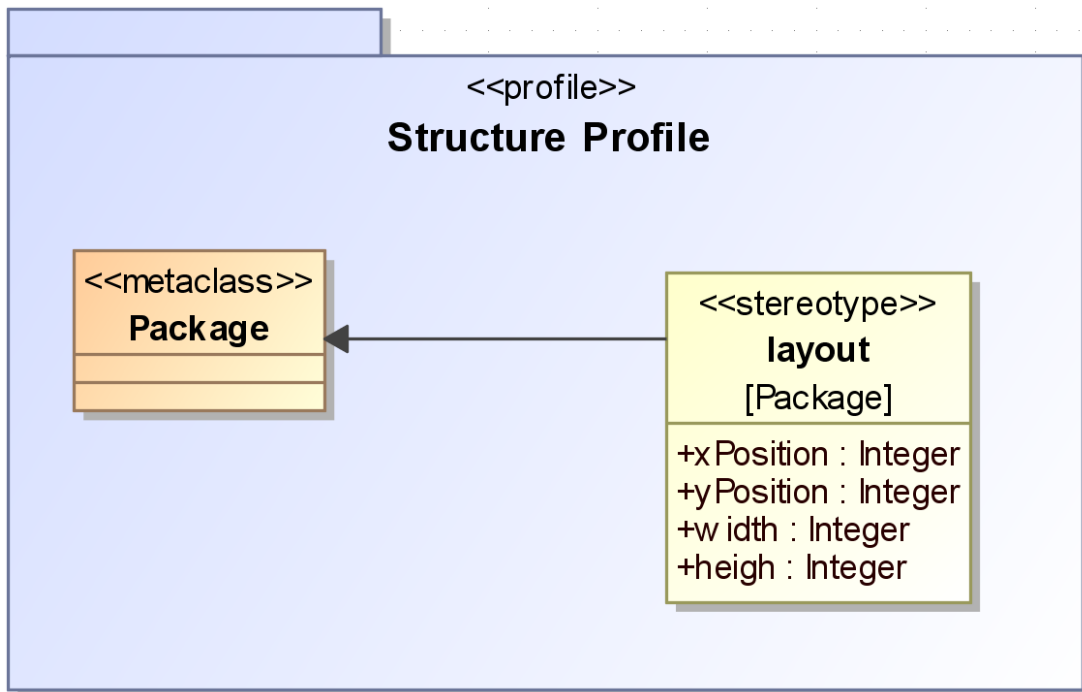 <<profile>>
Structure Profile
<<metaclass>>
Package
<<stereotype>>
layout
[Package]
+xPosition : Integer
+yPosition : Integer
+width : Integer
+heigh : Integer